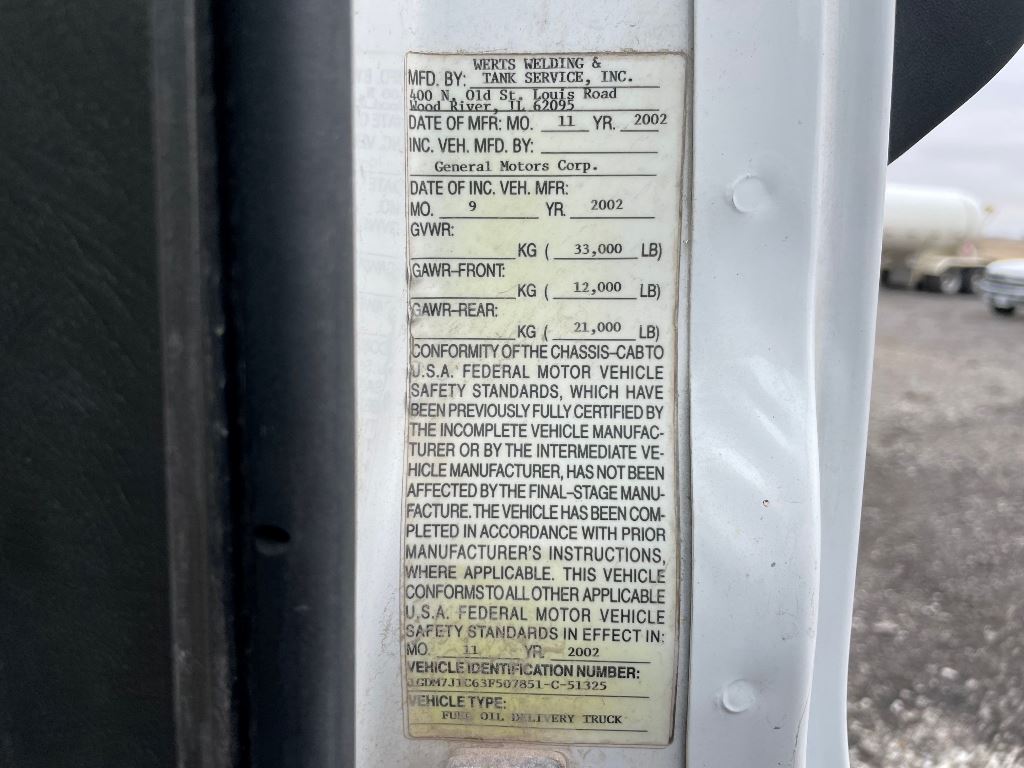 WERTS WELDING &
MFD. BY: TANK SERVICE, INC.
400 N. Old St. Louis Road
Wood River, IL 62095
DATE OF MFR: MO. 11 YR. 2002
INC. VEH. MFD. BY:
General Motors Corp.
DATE OF INC. VEH. MFR:
MO. 9 YR. 2002
GVWR:
KG ( 33,000 LB)
GAWR–FRONT:
KG ( 12,000 LB)
GAWR–REAR:
KG ( 21,000 LB)
CONFORMITY OF THE CHASSIS–CAB TO
U.S.A. FEDERAL MOTOR VEHICLE
SAFETY STANDARDS, WHICH HAVE
BEEN PREVIOUSLY FULLY CERTIFIED BY
THE INCOMPLETE VEHICLE MANUFAC-
TURER OR BY THE INTERMEDIATE VE-
HICLE MANUFACTURER, HAS NOT BEEN
AFFECTED BY THE FINAL–STAGE MANU-
FACTURE. THE VEHICLE HAS BEEN COM-
PLETED IN ACCORDANCE WITH PRIOR
MANUFACTURER'S INSTRUCTIONS,
WHERE APPLICABLE. THIS VEHICLE
CONFORMS TO ALL OTHER APPLICABLE
U.S.A. FEDERAL MOTOR VEHICLE
SAFETY STANDARDS IN EFFECT IN:
MO. 11 YR. 2002
VEHICLE IDENTIFICATION NUMBER:
1GDM7J1C63F507851-C-51325
VEHICLE TYPE:
FUEL OIL DELIVERY TRUCK